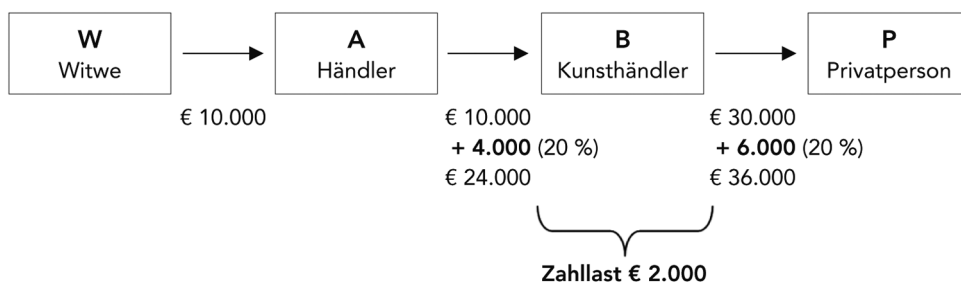 W
Witwe
A
Händler
B
Kunsthändler
P
Privatperson
€ 10.000
€ 10.000
+ 4.000 (20 %)
€ 24.000
€ 30.000
+ 6.000 (20 %)
€ 36.000
Zahllast € 2.000